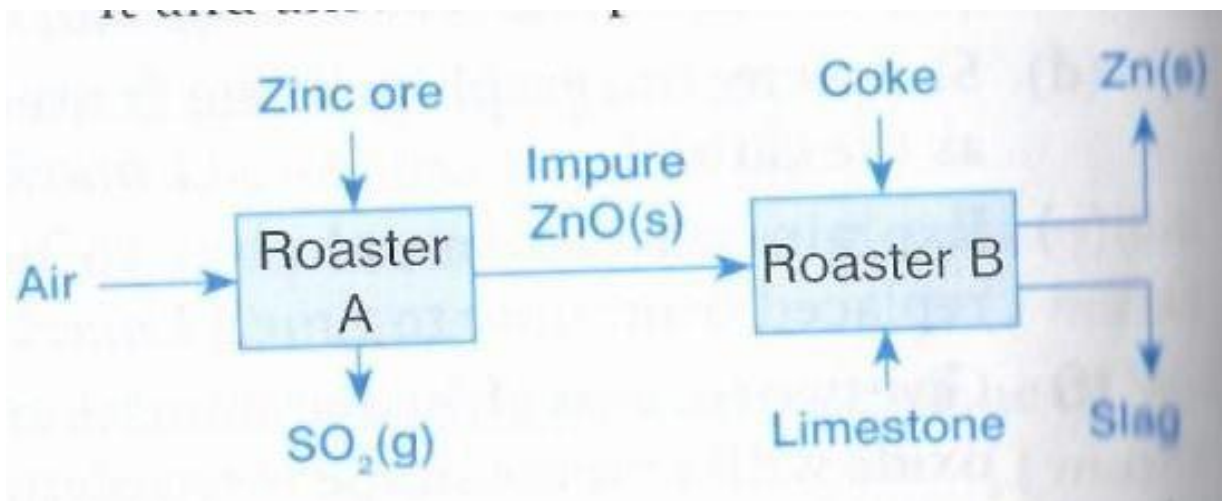 Zinc ore
Coke
Zn(s)
Impure
ZnO(s)
Roaster
A
Roaster B
Air
Limestone
Slag
SO₂(g)